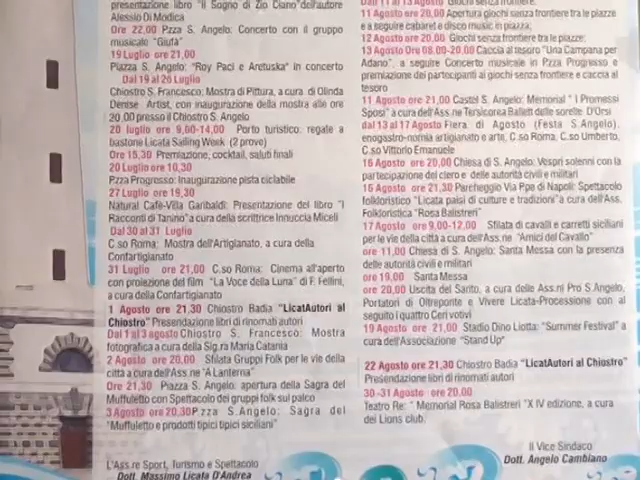 presentazione libro "Il Sogno di Zio Ciano"dell'autore
Alessio Di Modica
Ore 22,00 Pzza S. Angelo: Concerto con il gruppo
musicale "Giufà"
19 Luglio ore 21,00
Piazza S. Angelo: "Roy Paci e Aretuska" in concerto
Dal 19 al 26 Luglio
Chiostro S. Francesco: Mostra di Pittura, a cura di Olinda
Denise Artist, con inaugurazione della mostra alle ore
20,00 presso il Chiostro S. Angelo
20 luglio ore 9,00-14,00 Porto turistico: regate a
bastone Licata Sailing Week (2 prove)
Ore 15,30 Premiazione, cocktail, saluti finali
20 Luglio ore 10,30
P.zza Progresso: Inaugurazione pista ciclabile
27 Luglio ore 19,30
Natural Cafè-Villa Garibaldi: Presentazione del libro "I
Racconti di Tanino" a cura della scrittrice Innuccia Miceli
Dal 30 al 31 Luglio
C.so Roma: Mostra dell'Artigianato, a cura della
Confartigianato
31 Luglio ore 21,00 C.so Roma: Cinema all'aperto
con proiezione del film "La Voce della Luna" di F. Fellini,
a cura della Confartigianato
1 Agosto ore 21,30 Chiostro Badia "LicatAutori al
Chiostro" Presendazione libri di rinomati autori
Dal 1 al 3 agosto Chiostro S. Francesco: Mostra
fotografica a cura della Sig.ra Maria Catania
2 Agosto ore 20,00 Sfilata Gruppi Folk per le vie della
città a cura dell'Ass.ne "A Lanterna"
Ore 21,30 Piazza S. Angelo: apertura della Sagra del
Muffuletto con Spettacolo dei gruppi folk sul palco
3 Agosto ore 20.30 P.zza S.Angelo: Sagra del
"Muffuletto e prodotti tipici tipici siciliani"
L'Ass.re Sport, Turismo e Spettacolo
Dott. Massimo Licata D'Andrea
Dall'11 al 13 Agosto Giochi senza frontiere:
11 Agosto ore 20,00 Apertura giochi senza frontiere tra le piazze
e a seguire cabaret e disco music in piazza;
12 Agosto ore 20,00 Giochi senza frontiere tra le piazze;
13 Agosto Ore 08,00-20,00 Caccia al tesoro "Una Campana per
Adano", a seguire Concerto musicale in Pzza Progresso e
premiazione dei partecipanti ai giochi senza frontiere e caccia al
tesoro
11 Agosto ore 21,00 Castel S. Angelo: Memorial " I Promessi
Sposi" a cura dell'Ass.ne Tersicorea Ballett delle sorelle D'Orsi
dal 13 al 17 Agosto Fiera di Agosto (Festa S.Angelo),
enogastro-nomia artigianato e arte, C.so Roma, C.so Umberto,
C.so Vittorio Emanuele
16 Agosto ore 20,00 Chiesa di S. Angelo: Vespri solenni con la
partecipazione del clero e delle autorità civili e militari
16 Agosto ore 21,30 Parcheggio Via Ppe di Napoli: Spettacolo
folkloristico "Licata paisi di culture e tradizioni" a cura dell'Ass.
Folkloristica "Rosa Balistreri"
17 Agosto ore 9,00-12,00 Sfilata di cavalli e carretti siciliani
per le vie della città a cura dell'Ass.ne "Amici del Cavallo"
ore 11,00 Chiesa di S. Angelo: Santa Messa con la presenza
delle autorità civili e militari
ore 19,00 Santa Messa
ore 20,00 Uscita del Santo, a cura delle Ass.ni Pro S.Angelo,
Portatori di Oltreponte e Vivere Licata-Processione con al
seguito i quattro Ceri votivi
19 Agosto ore 21,00 Stadio Dino Liotta: "Summer Festival" a
cura dell'Associazione "Stand Up"
22 Agosto ore 21,30 Chiostro Badia "LicatAutori al Chiostro"
Presendazione libri di rinomati autori
30 -31 Agosto ore 20.00
Teatro Re: " Memorial Rosa Balistreri "X IV edizione, a cura
dei Lions club.
Il Vice Sindaco
Dott. Angelo Cambiano